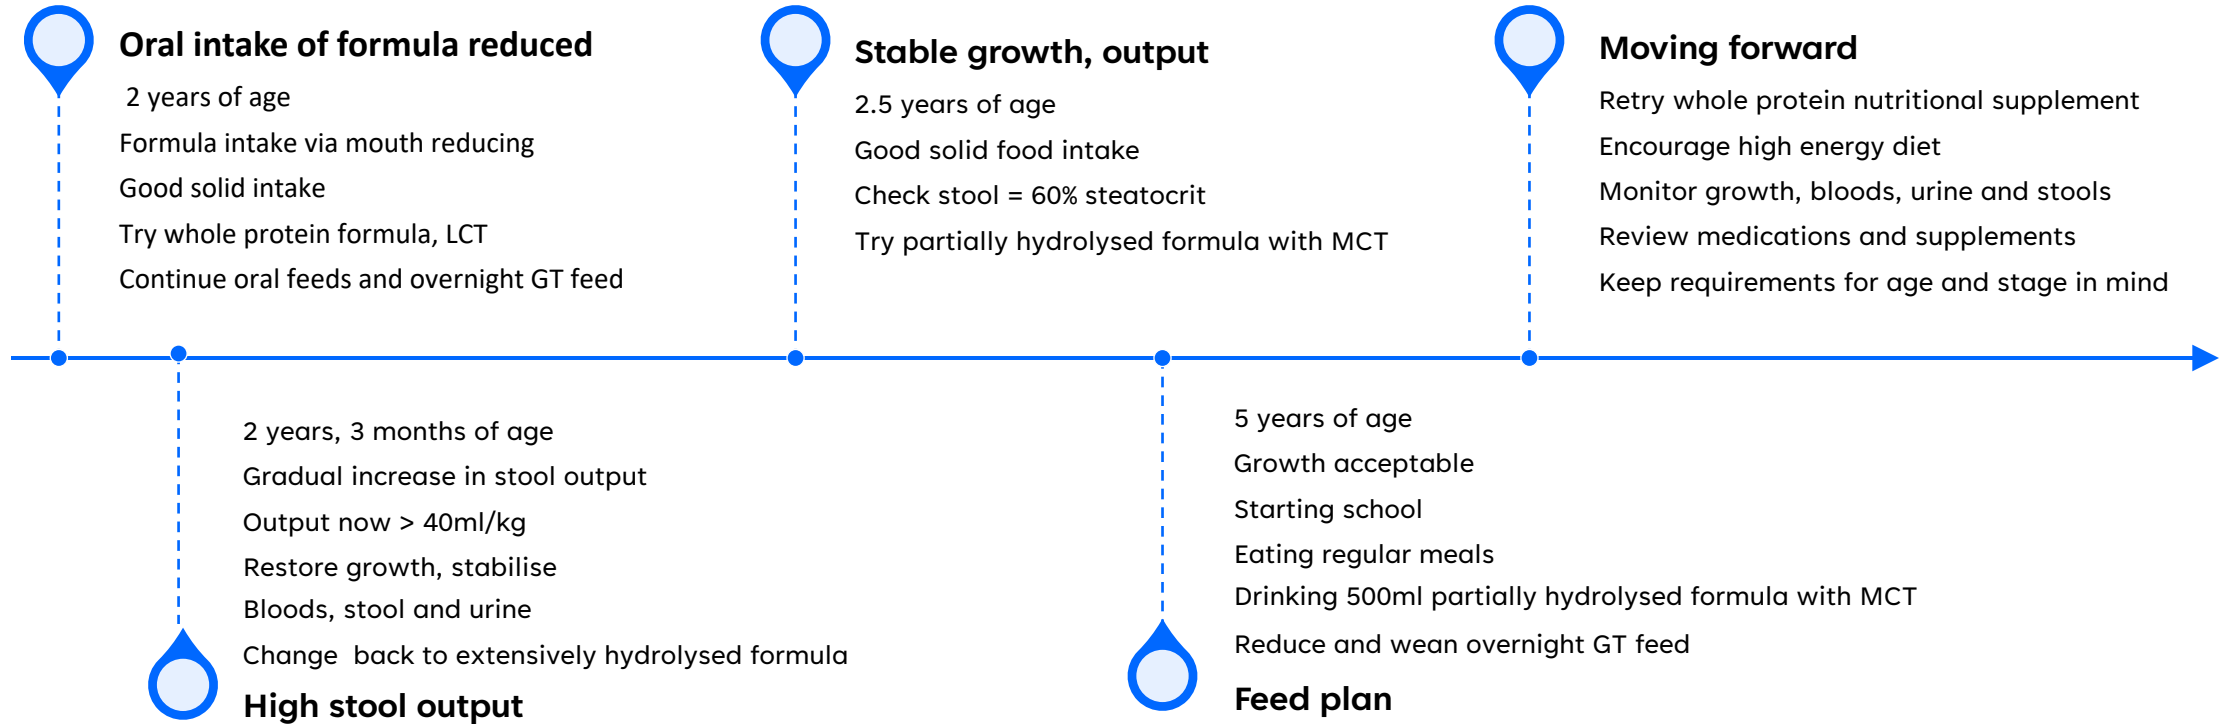 Oral intake of formula reduced
2 years of age
Formula intake via mouth reducing
Good solid intake
Try whole protein formula, LCT
Continue oral feeds and overnight GT feed
2 years, 3 months of age
Gradual increase in stool output
Output now > 40ml/kg
Restore growth, stabilise
Bloods, stool and urine
Change  back to extensively hydrolysed formula
High stool output
Stable growth, output
2.5 years of age
Good solid food intake
Check stool = 60% steatocrit
Try partially hydrolysed formula with MCT
5 years of age
Growth acceptable
Starting school
Eating regular meals
Drinking 500ml partially hydrolysed formula with MCT
Reduce and wean overnight GT feed
Feed plan
Moving forward
Retry whole protein nutritional supplement
Encourage high energy diet
Monitor growth, bloods, urine and stools
Review medications and supplements
Keep requirements for age and stage in mind